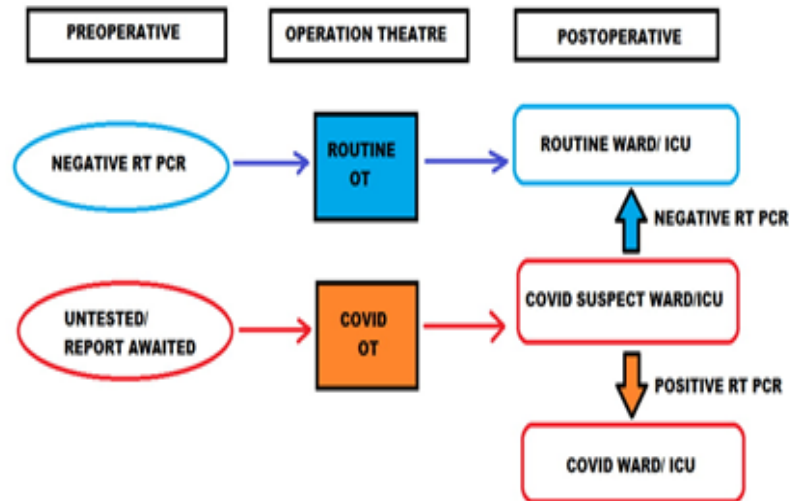 PREOPERATIVE
OPERATION THEATRE
POSTOPERATIVE
NEGATIVE RT PCR
ROUTINE
OT
ROUTINE WARD/ ICU
NEGATIVE RT PCR
UNTESTED/
REPORT AWAITED
COVID
OT
COVID SUSPECT WARD/ICU
POSITIVE RT PCR
COVID WARD/ ICU